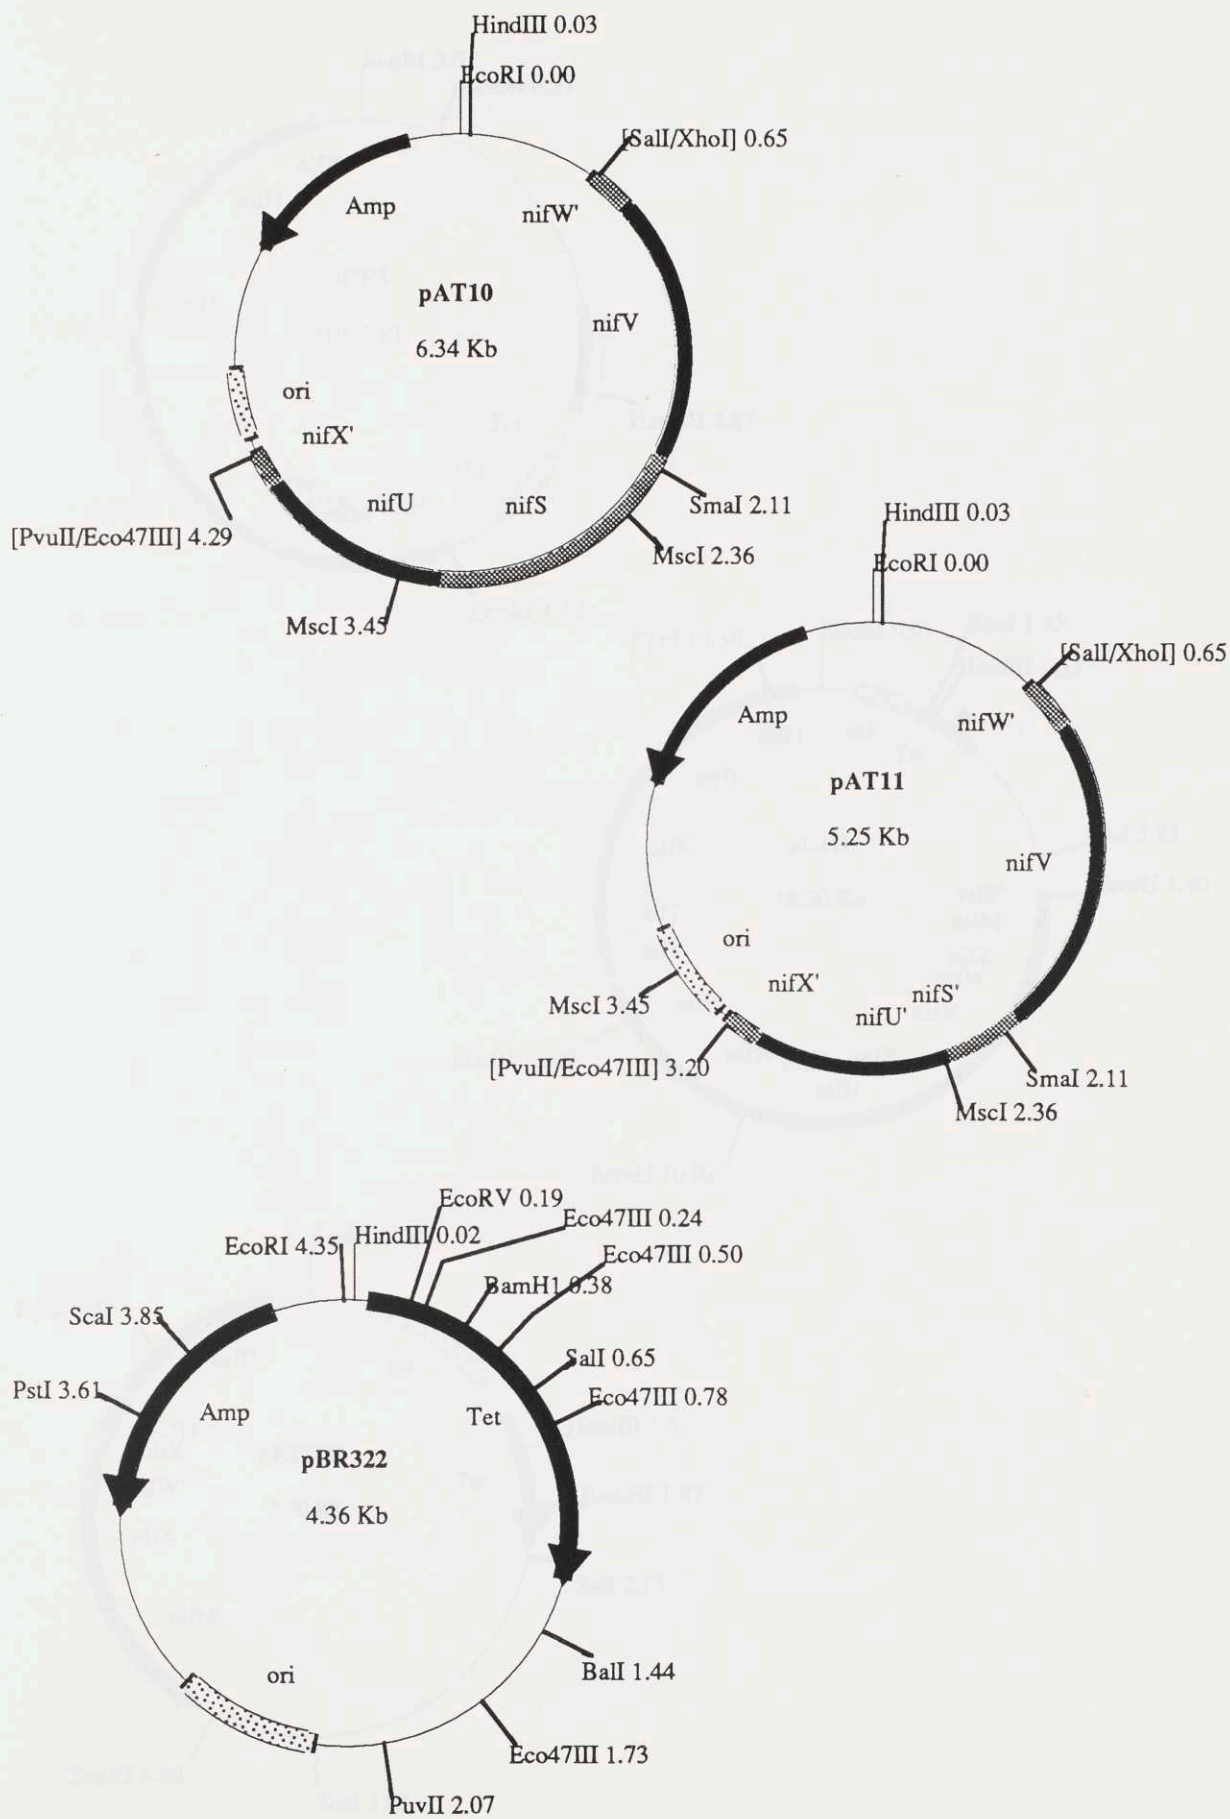 HindIII 0.03
EcoRI 0.00
[SalI/XhoI] 0.65
Amp
nifW'
pAT10
nifV
6.34 Kb
ori
nifX'
nifU
nifS
SmaI 2.11
[PvuII/Eco47III] 4.29
MscI 2.36
MscI 3.45
HindIII 0.03
EcoRI 0.00
[SalI/XhoI] 0.65
Amp
nifW'
pAT11
5.25 Kb
nifV
ori
nifX'
nifS'
MscI 3.45
nifU'
[PvuII/Eco47III] 3.20
SmaI 2.11
MscI 2.36
EcoRV 0.19
Eco47III 0.24
EcoRI 4.35
HindIII 0.02
Eco47III 0.50
BamH1 0.38
ScaI 3.85
SalI 0.65
PstI 3.61
Eco47III 0.78
Amp
Tet
pBR322
4.36 Kb
ori
BalI 1.44
Eco47III 1.73
PuvII 2.07